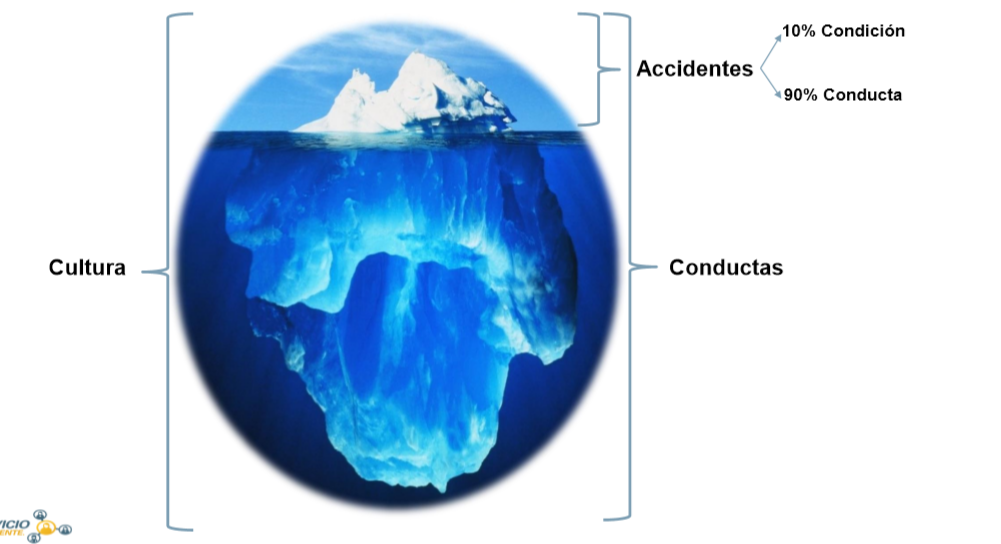 10% Condición
Accidentes
90% Conducta
Cultura
Conductas